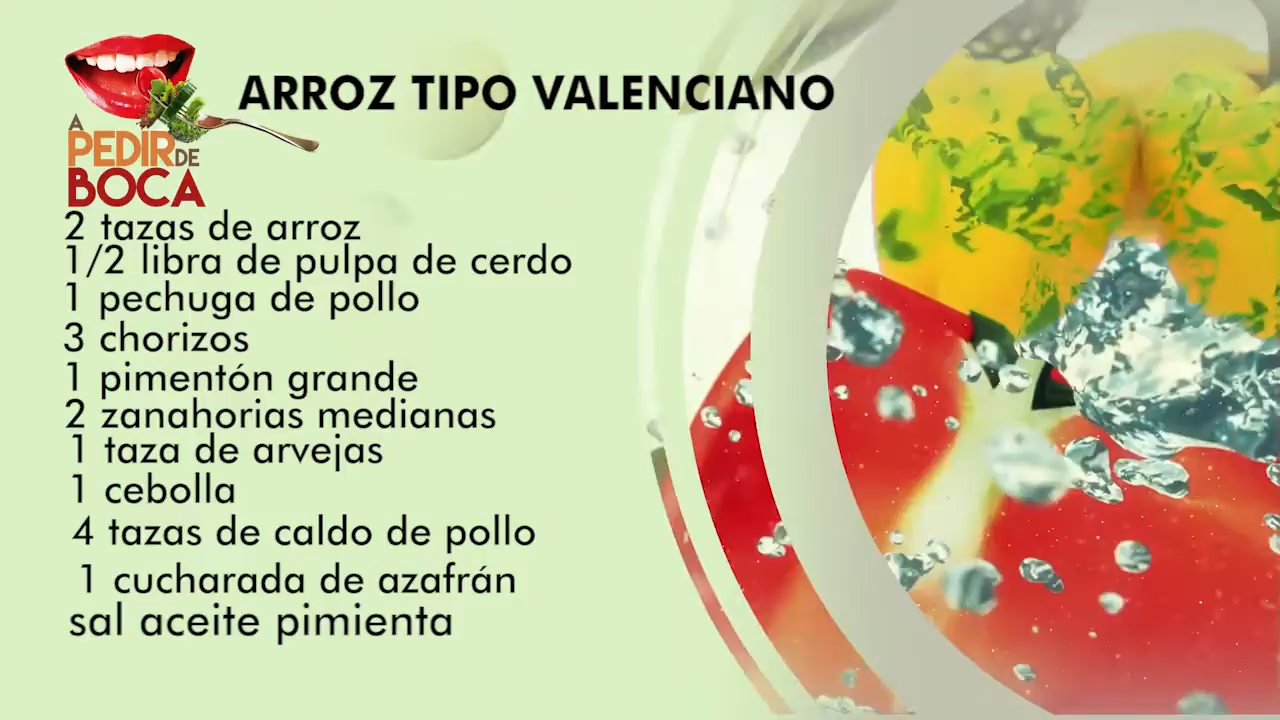 ARROZ TIPO VALENCIANO
A
PEDIR DE
BOCA
2 tazas de arroz
1/2 libra de pulpa de cerdo
1 pechuga de pollo
3 chorizos
1 pimentón grande
2 zanahorias medianas
1 taza de arvejas
1 cebolla
4 tazas de caldo de pollo
1 cucharada de azafrán
sal aceite pimienta